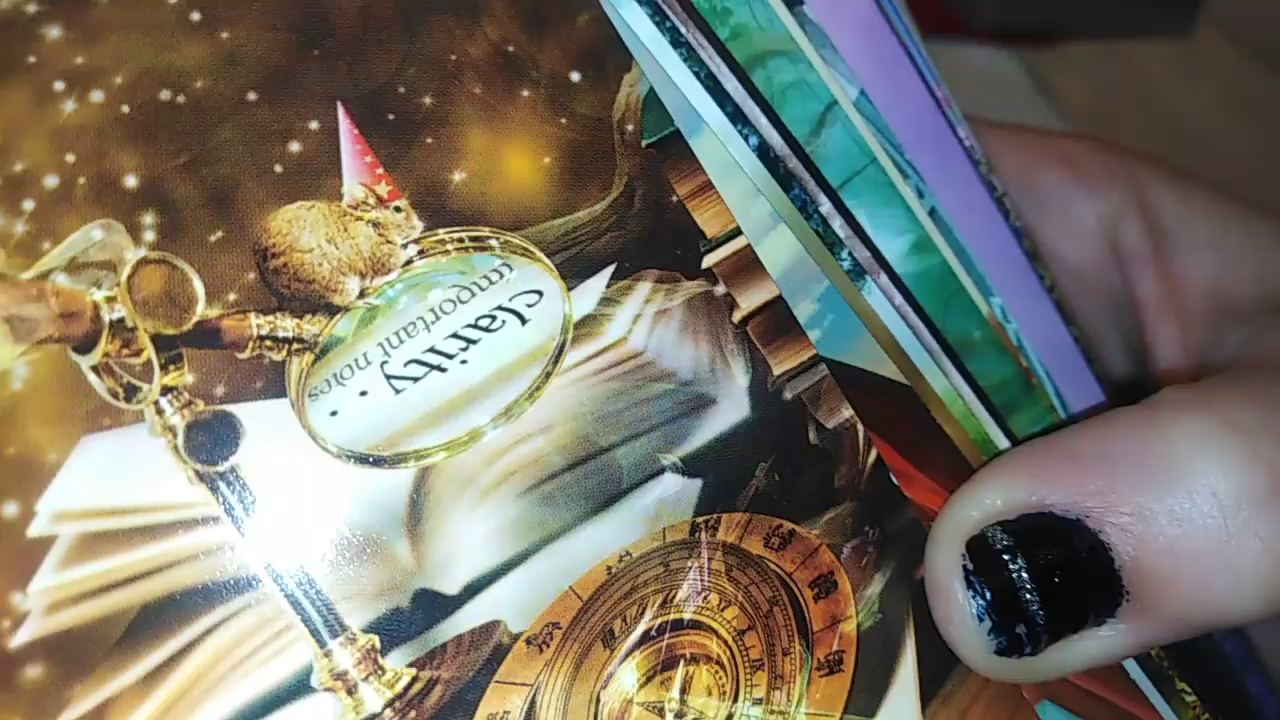 clarity . .
important notes